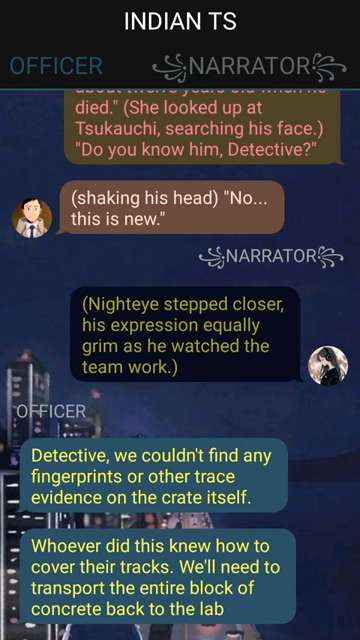 INDIAN TS
OFFICER
NARRATOR
about twelve years old when he
died." (She looked up at
Tsukauchi, searching his face.)
"Do you know him, Detective?"
(shaking his head) "No...
this is new."
NARRATOR
(Nighteye stepped closer,
his expression equally
grim as he watched the
team work.)
OFFICER
Detective, we couldn't find any
fingerprints or other trace
evidence on the crate itself.
Whoever did this knew how to
cover their tracks. We'll need to
transport the entire block of
concrete back to the lab